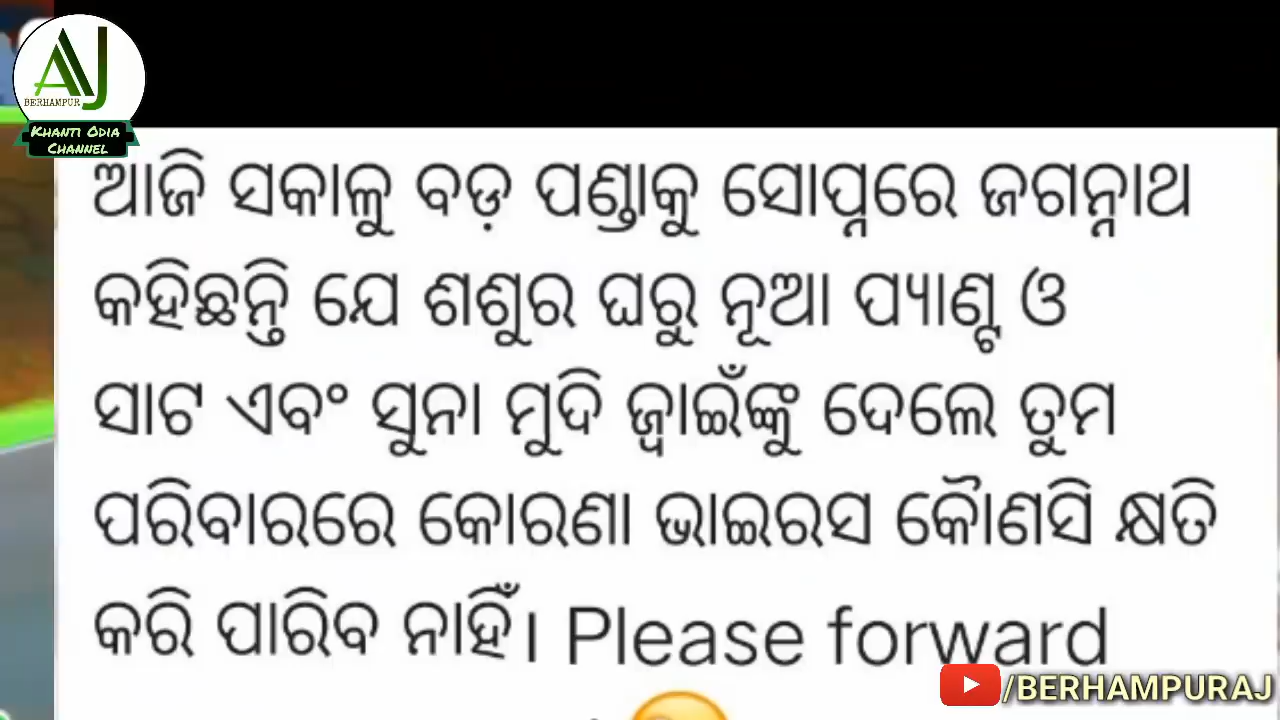 AJ
BERHAMPUR
KHANTI ODIA
CHANNEL
ଆଜି ସକାଳୁ ବଡ଼ ପଣ୍ଡାକୁ ସୋପ୍ନରେ ଜଗନ୍ନାଥ
କହିଛନ୍ତି ଯେ ଶଶୁର ଘରୁ ନୂଆ ପ୍ୟାଣ୍ଟ ଓ
ସାଟ ଏବଂ ସୁନା ମୁଦି ଜ୍ୱାଇଁଙ୍କୁ ଦେଲେ ତୁମ
ପରିବାରରେ କୋରଣା ଭାଇରସ କୌଣସି କ୍ଷତି
କରି ପାରିବ ନାହିଁ। Please forward
/BERHAMPURAJ